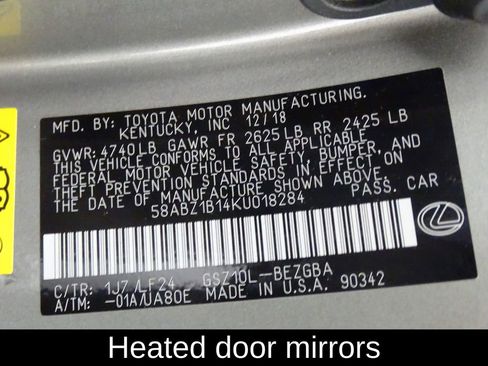 MFD. BY: TOYOTA MOTOR MANUFACTURING,
KENTUCKY, INC 12/18
GVWR: 4740LB GAWR FR 2625LB RR 2425 LB
THIS VEHICLE CONFORMS TO ALL APPLICABLE
FEDERAL MOTOR VEHICLE SAFETY, BUMPER, AND
THEFT PREVENTION STANDARDS IN EFFECT ON
THE DATE OF MANUFACTURE SHOWN ABOVE.
58ABZ1B14KU018284 PASS. CAR
C/TR: 1J7/LF24 GSZ10L-BEZGBA
A/TM: -01A/UA80E MADE IN U.S.A. 90342
Heated door mirrors